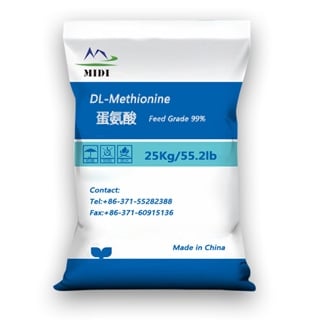 MIDI
DL-Methionine
蛋氨酸 Feed Grade 99%
25Kg/55.2lb
Contact:
Tel:+86-371-55282388
Fax:+86-371-60915136
Made in China